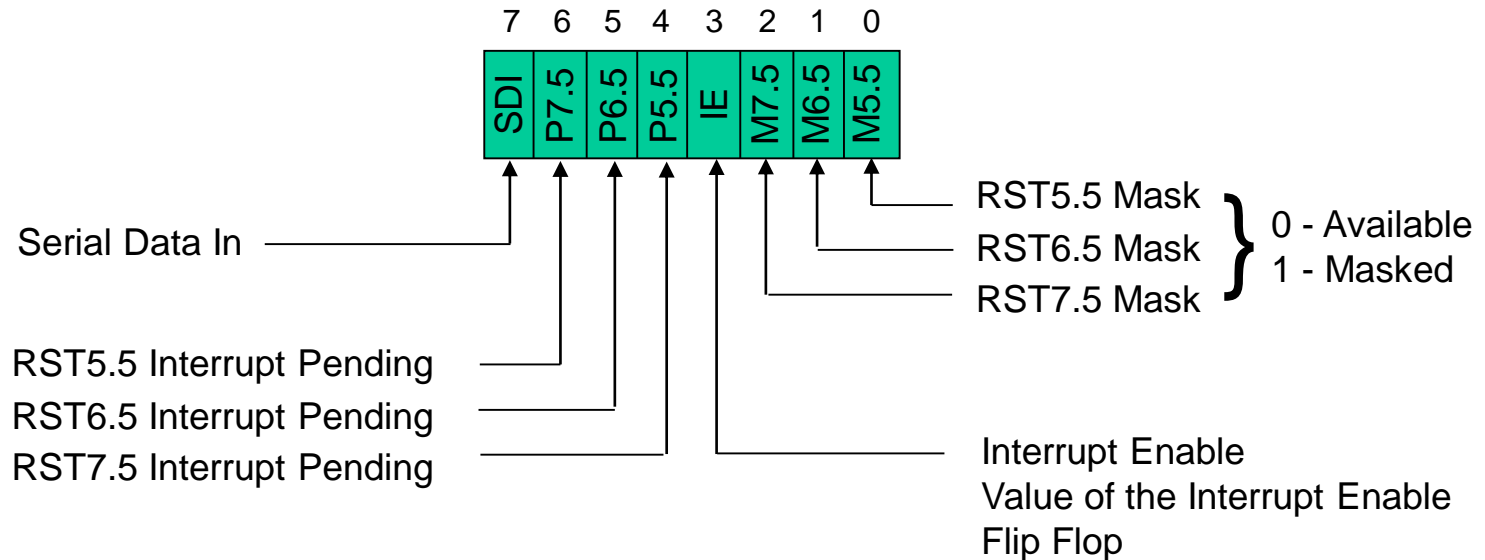 7 6 5 4 3 2 1 0
SDI P7.5 P6.5 P5.5 IE M7.5 M6.5 M5.5
Serial Data In
RST5.5 Interrupt Pending
RST6.5 Interrupt Pending
RST7.5 Interrupt Pending
RST5.5 Mask
RST6.5 Mask
RST7.5 Mask
}
0 - Available
1 - Masked
Interrupt Enable
Value of the Interrupt Enable
Flip Flop